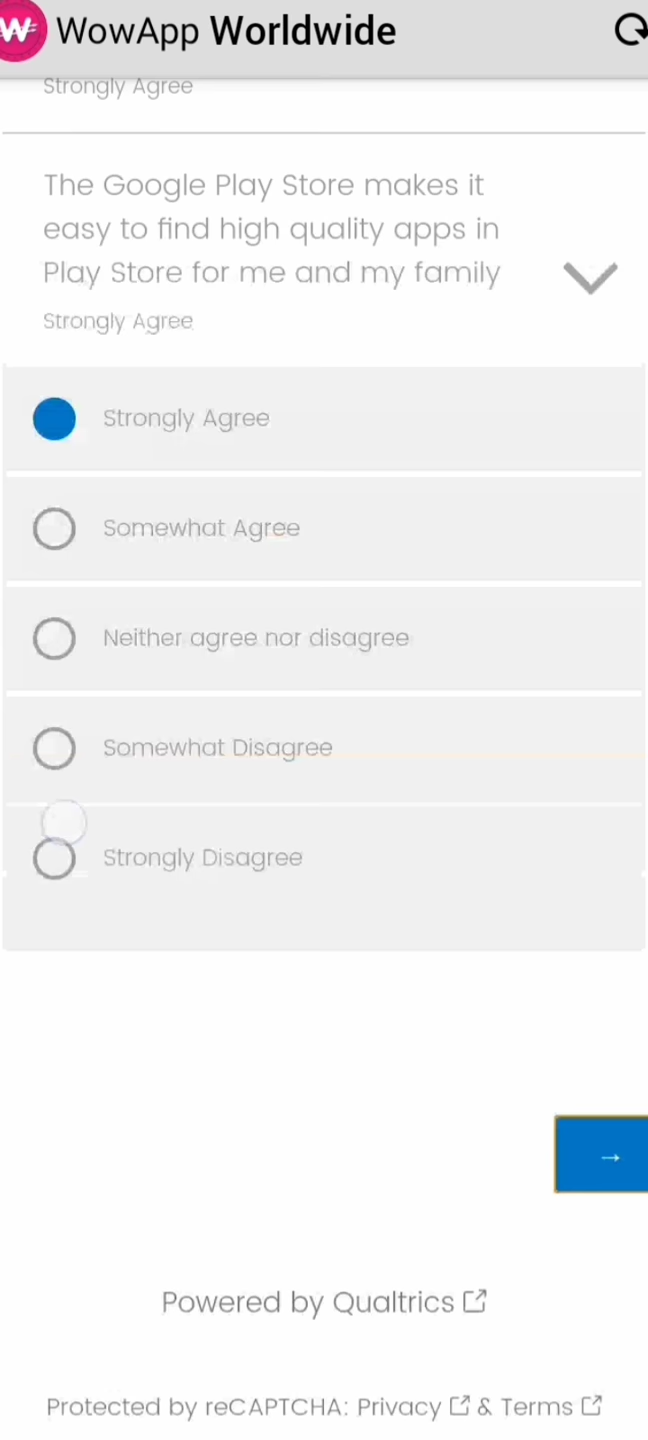 W WowApp Worldwide
Strongly Agree
The Google Play Store makes it
easy to find high quality apps in
Play Store for me and my family
Strongly Agree
Strongly Agree
Somewhat Agree
Neither agree nor disagree
Somewhat Disagree
Strongly Disagree
→
Powered by Qualtrics
Protected by reCAPTCHA: Privacy & Terms